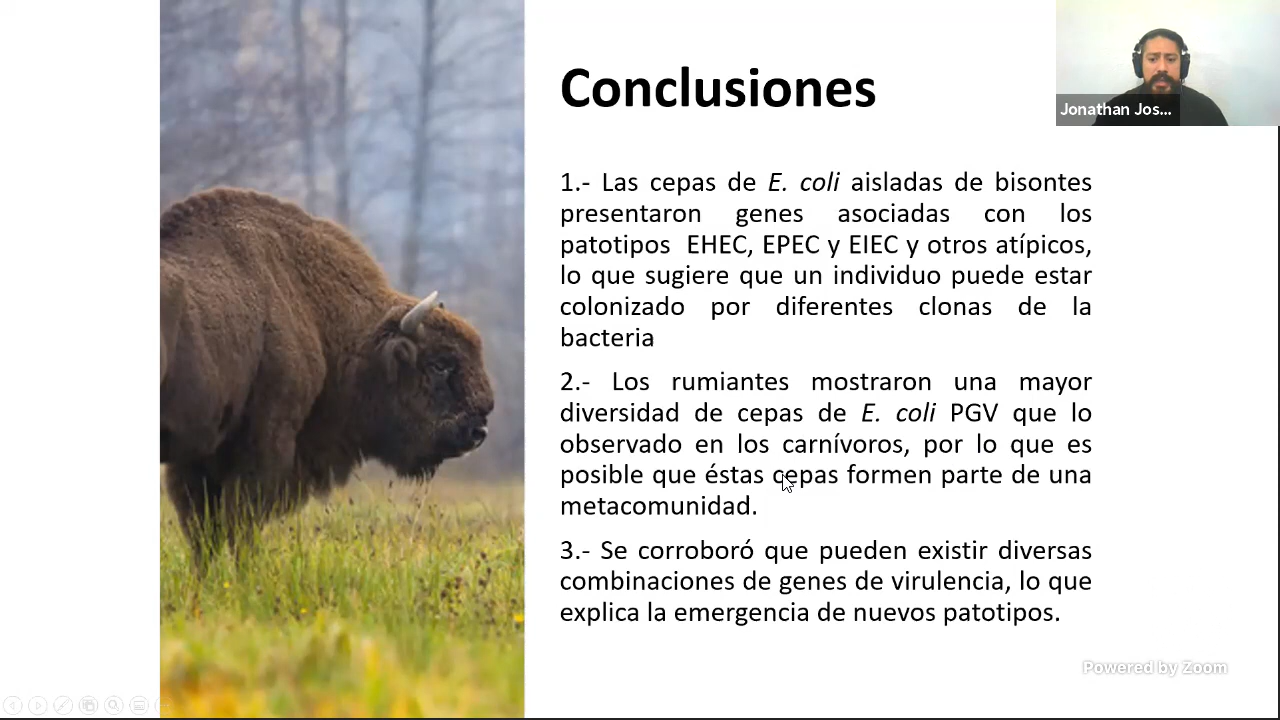 Conclusiones
Jonathan Jos...
1.- Las cepas de E. coli aisladas de bisontes
presentaron genes asociadas con los
patotipos EHEC, EPEC y EIEC y otros atípicos,
lo que sugiere que un individuo puede estar
colonizado por diferentes clonas de la
bacteria
2.- Los rumiantes mostraron una mayor
diversidad de cepas de E. coli PGV que lo
observado en los carnívoros, por lo que es
posible que éstas cepas formen parte de una
metacomunidad.
3.- Se corroboró que pueden existir diversas
combinaciones de genes de virulencia, lo que
explica la emergencia de nuevos patotipos.
Powered by Zoom